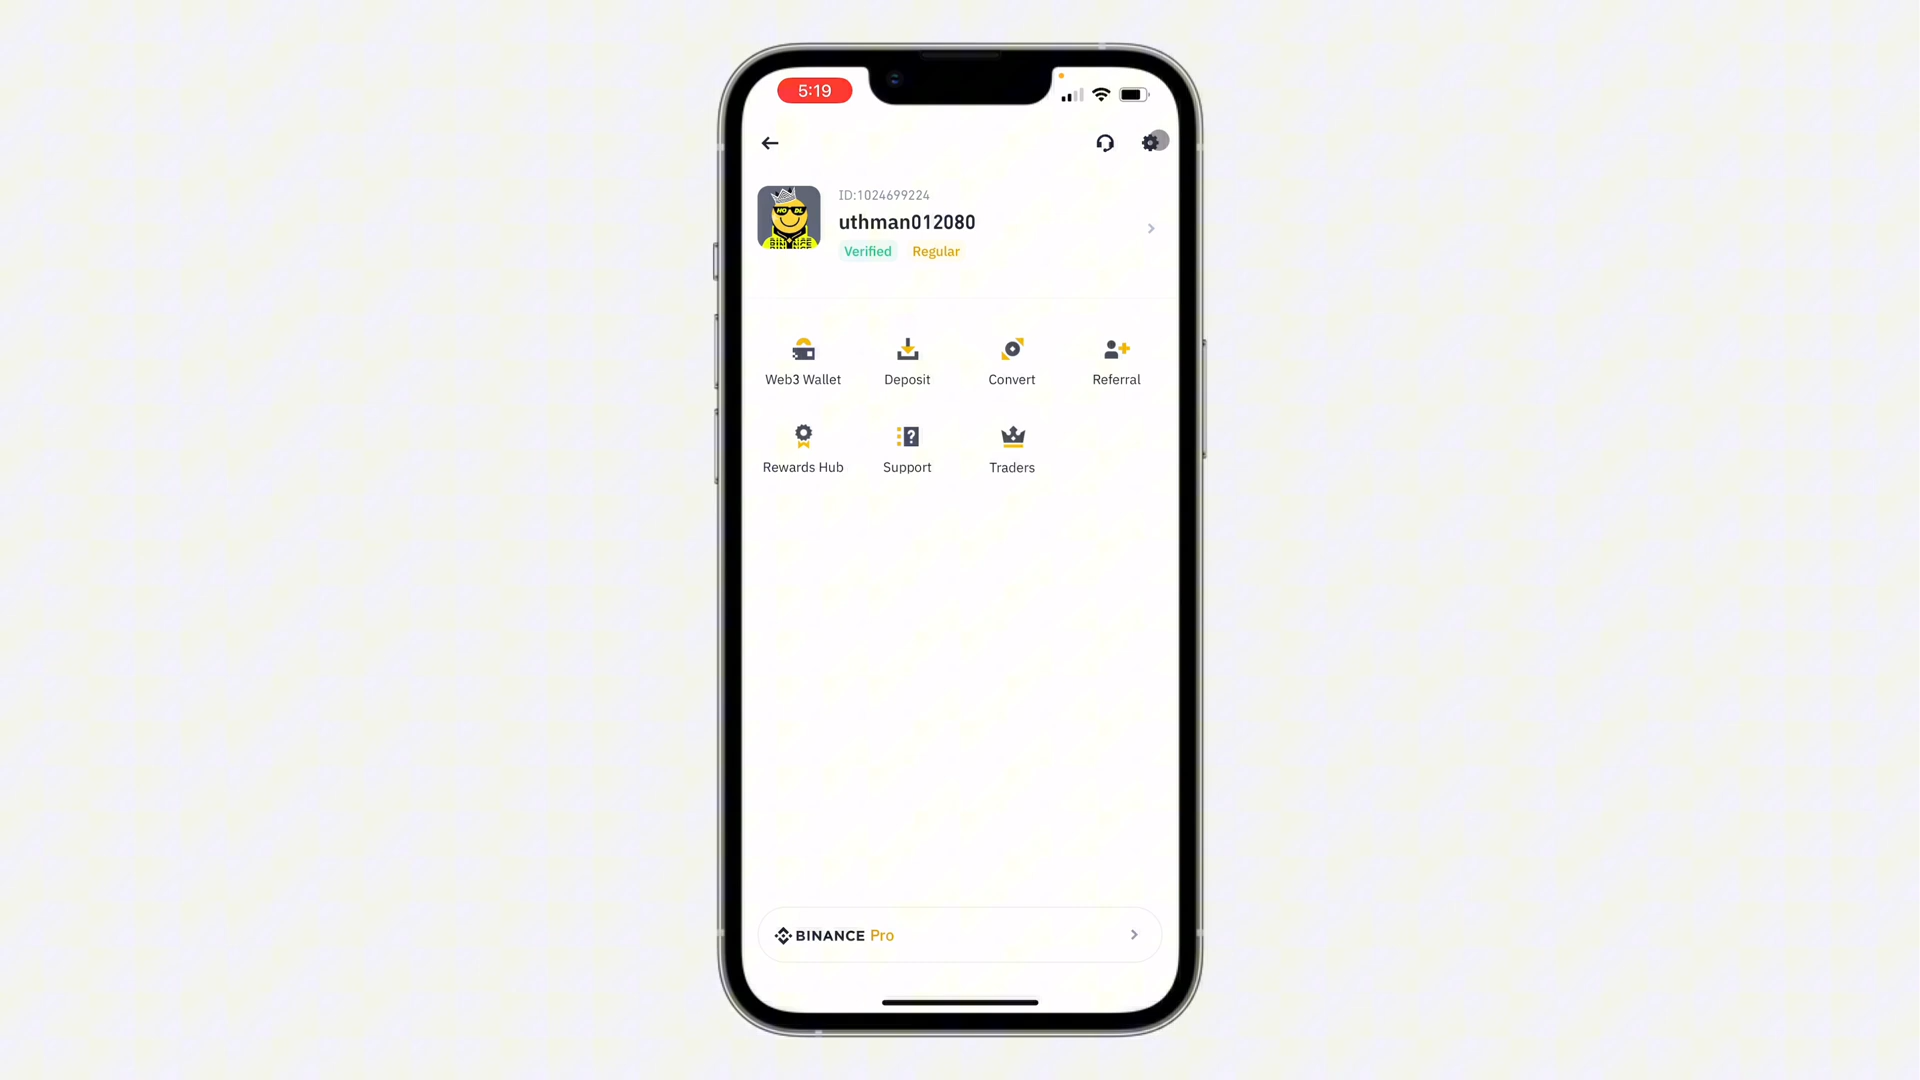 5:19
ID:1024699224
uthman012080
Verified Regular
Web3 Wallet Deposit Convert Referral
Rewards Hub Support Traders
BINANCE Pro